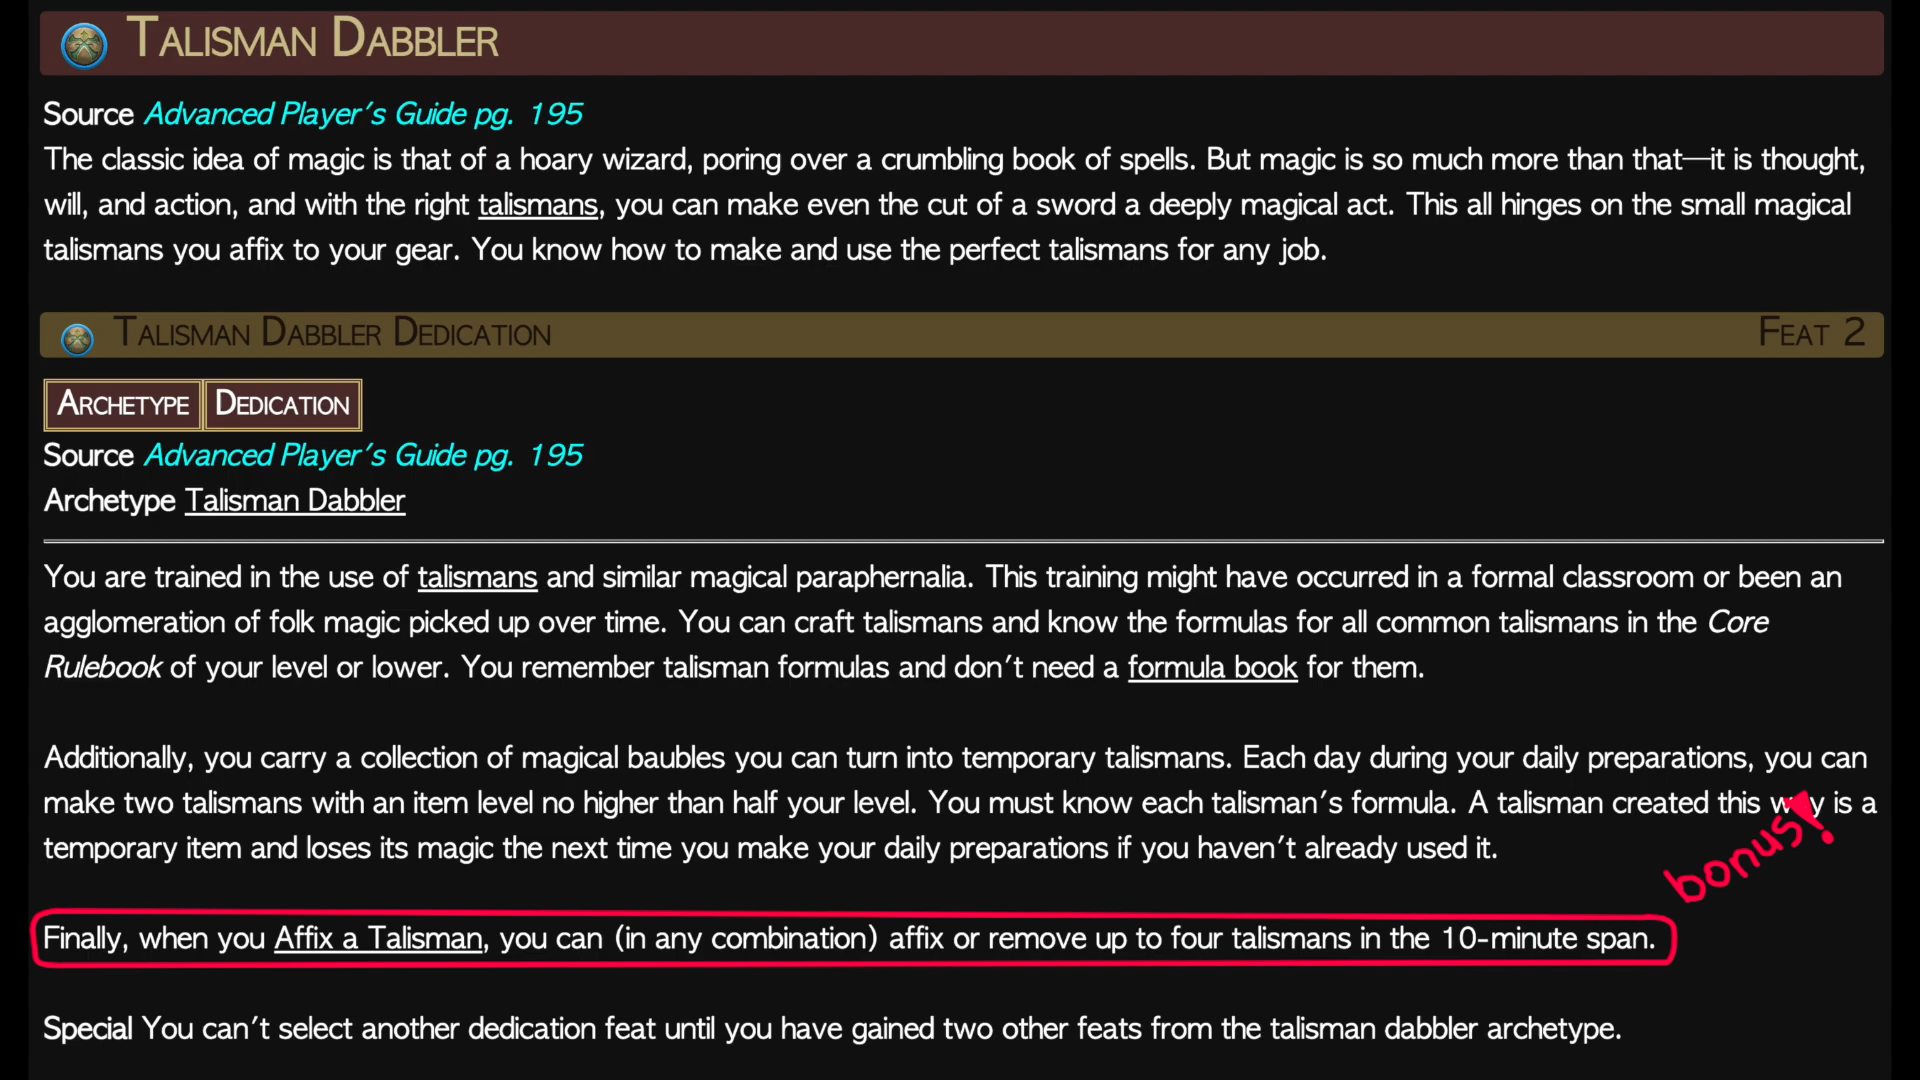 Talisman Dabbler
Source Advanced Player's Guide pg. 195
The classic idea of magic is that of a hoary wizard, poring over a crumbling book of spells. But magic is so much more than that—it is thought,
will, and action, and with the right talismans, you can make even the cut of a sword a deeply magical act. This all hinges on the small magical
talismans you affix to your gear. You know how to make and use the perfect talismans for any job.
Talisman Dabbler Dedication Feat 2
Archetype Dedication
Source Advanced Player's Guide pg. 195
Archetype Talisman Dabbler
You are trained in the use of talismans and similar magical paraphernalia. This training might have occurred in a formal classroom or been an
agglomeration of folk magic picked up over time. You can craft talismans and know the formulas for all common talismans in the Core
Rulebook of your level or lower. You remember talisman formulas and don't need a formula book for them.
Additionally, you carry a collection of magical baubles you can turn into temporary talismans. Each day during your daily preparations, you can
make two talismans with an item level no higher than half your level. You must know each talisman's formula. A talisman created this way is a
temporary item and loses its magic the next time you make your daily preparations if you haven't already used it.
bonus!
Finally, when you Affix a Talisman, you can (in any combination) affix or remove up to four talismans in the 10-minute span.
Special You can't select another dedication feat until you have gained two other feats from the talisman dabbler archetype.